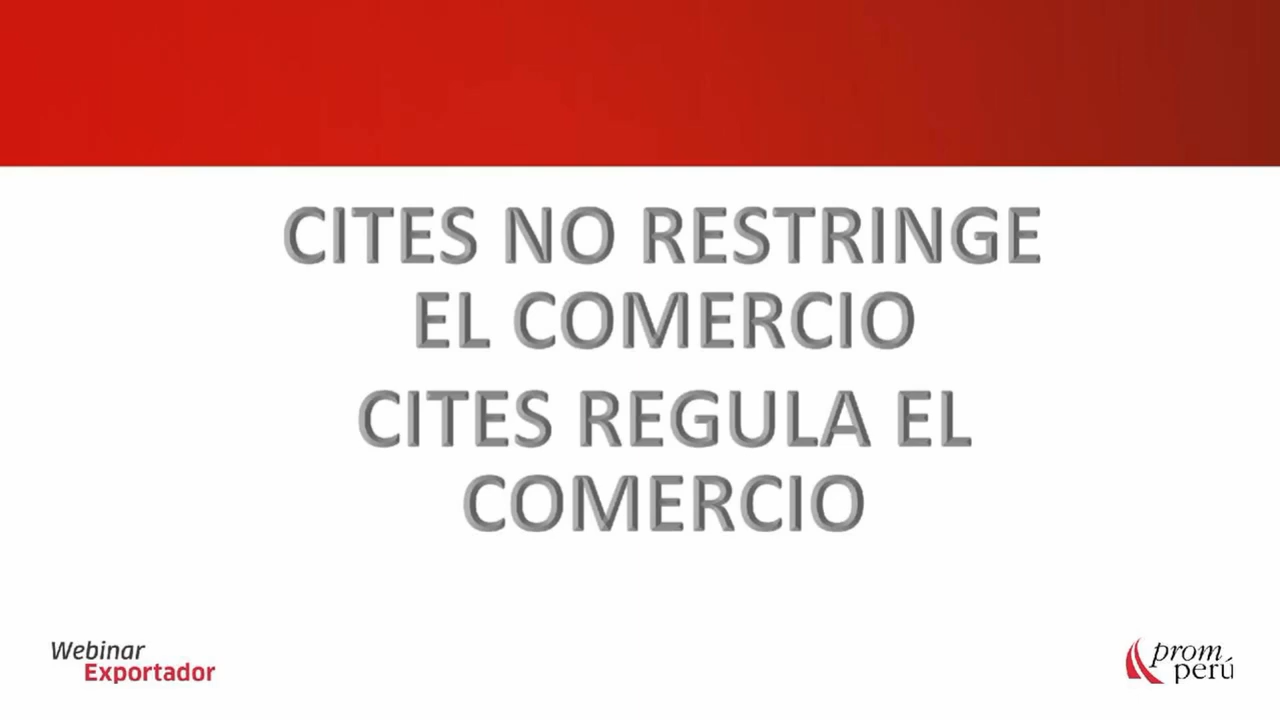 CITES NO RESTRINGE
EL COMERCIO
CITES REGULA EL
COMERCIO
Webinar
Exportador
prom
perú